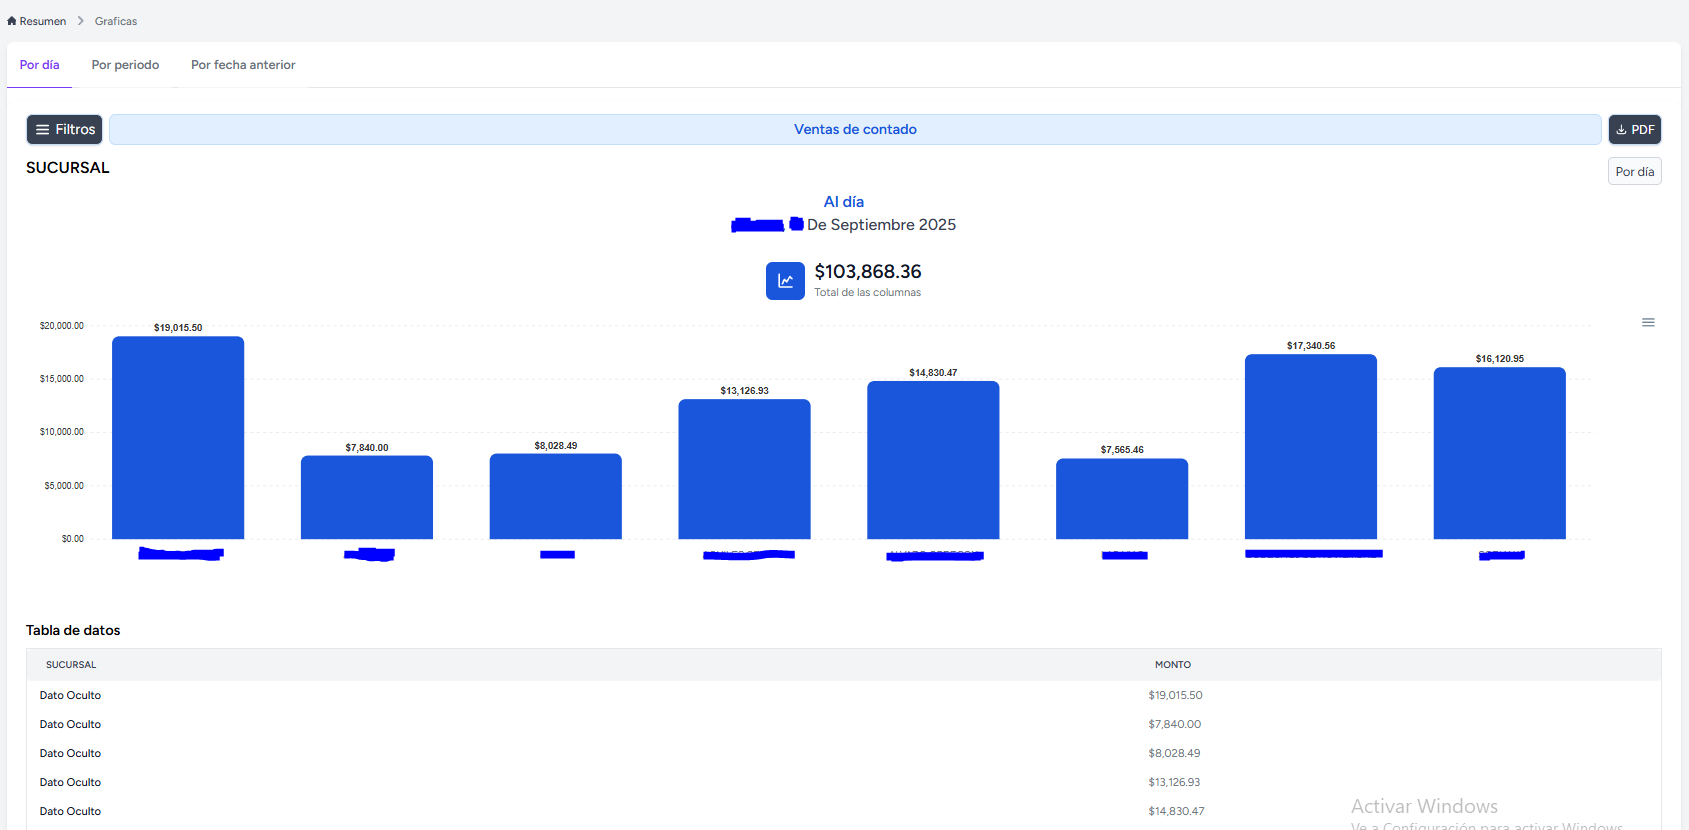 Resumen > Graficas
Por día Por periodo Por fecha anterior
Filtros Ventas de contado PDF
SUCURSAL Por día
Al día
De Septiembre 2025
$103,868.36
Total de las columnas
$20,000.00
$15,000.00
$10,000.00
$5,000.00
$0.00
$19,015.50
$7,840.00
$8,028.49
$13,126.93
$14,830.47
$7,565.46
$17,340.56
$16,120.95
Tabla de datos
SUCURSAL MONTO
Dato Oculto $19,015.50
Dato Oculto $7,840.00
Dato Oculto $8,028.49
Dato Oculto $13,126.93
Dato Oculto $14,830.47
Activar Windows
Ve a Configuración para activar Windows.